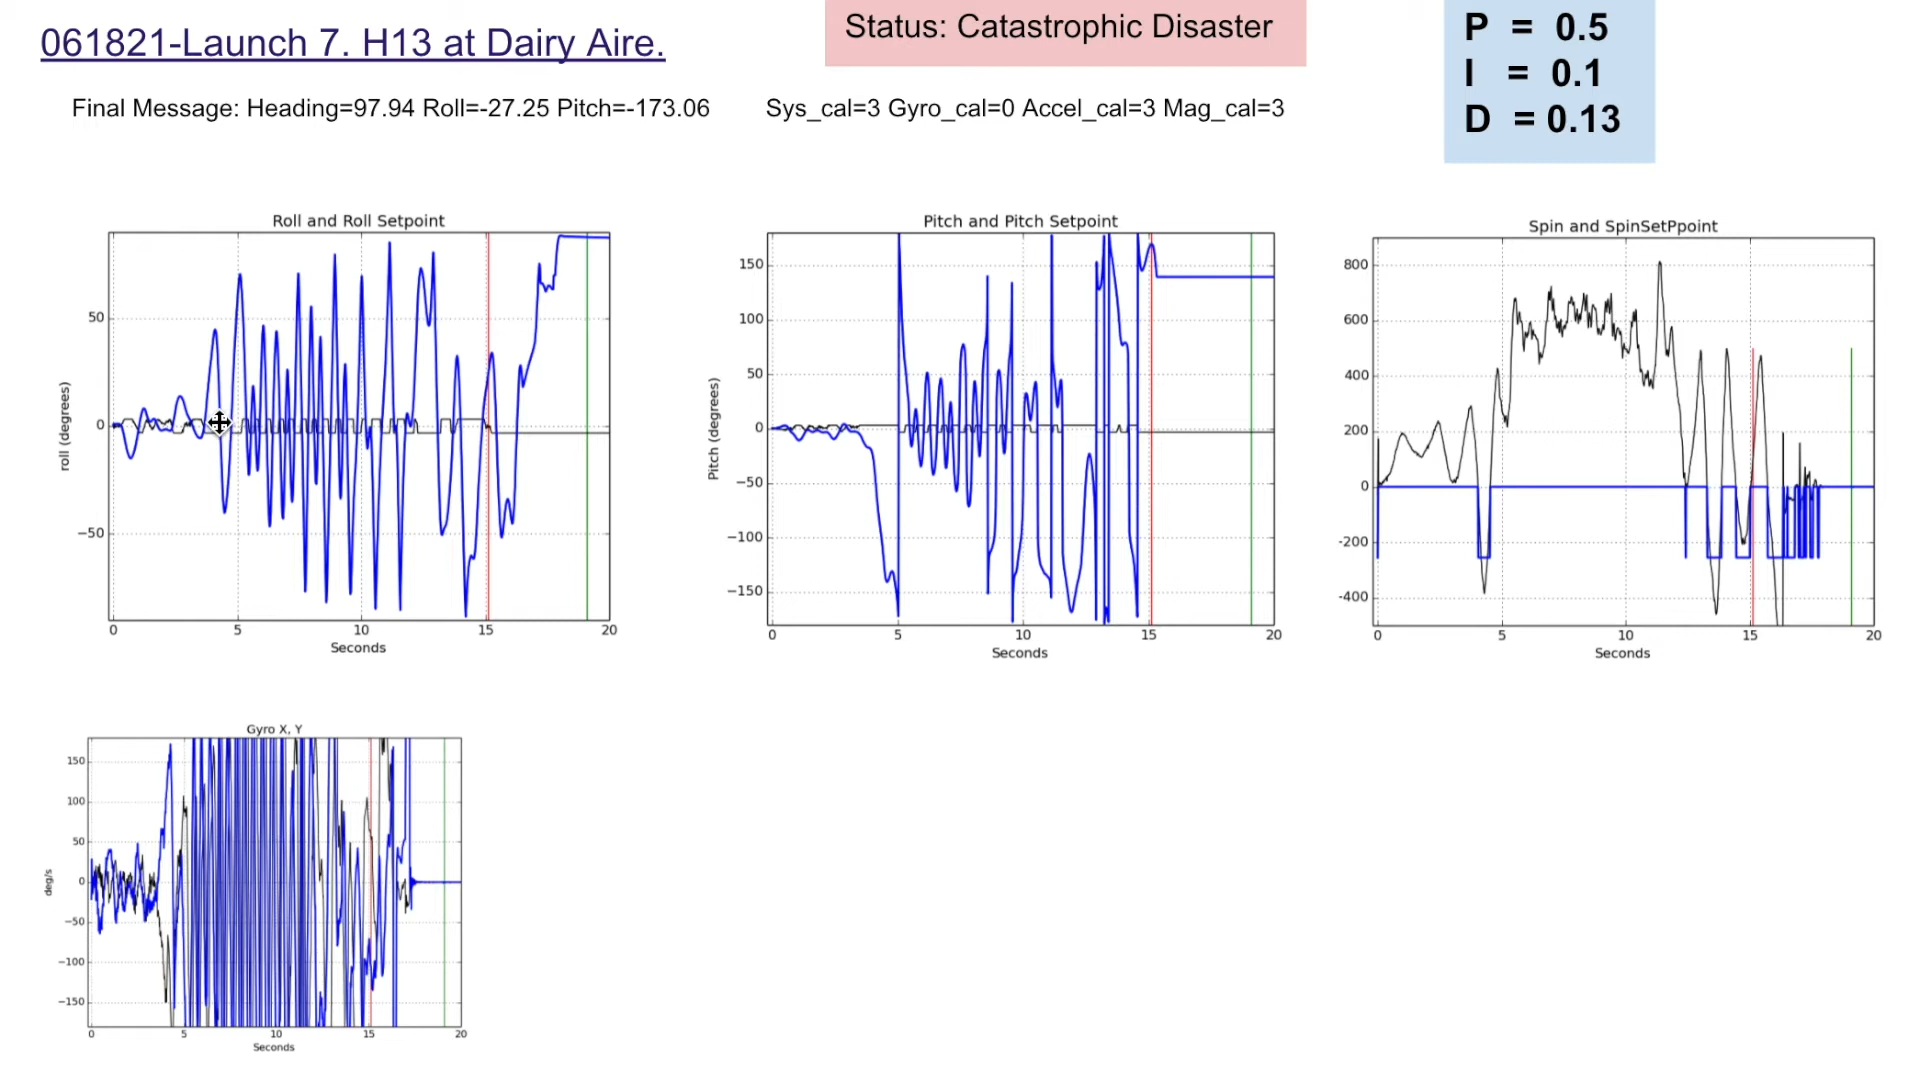 061821-Launch 7. H13 at Dairy Aire.
Status: Catastrophic Disaster
P = 0.5
I = 0.1
D = 0.13
Final Message: Heading=97.94 Roll=-27.25 Pitch=-173.06
Sys_cal=3 Gyro_cal=0 Accel_cal=3 Mag_cal=3
Roll and Roll Setpoint
roll (degrees)
50
0
−50
0 5 10 15 20
Seconds
Pitch and Pitch Setpoint
Pitch (degrees)
150
100
50
0
−50
−100
−150
0 5 10 15 20
Seconds
Spin and SpinSetPpoint
800
600
400
200
0
-200
-400
0 5 10 15 20
Seconds
Gyro X, Y
deg/s
150
100
50
0
−50
−100
−150
0 5 10 15 20
Seconds